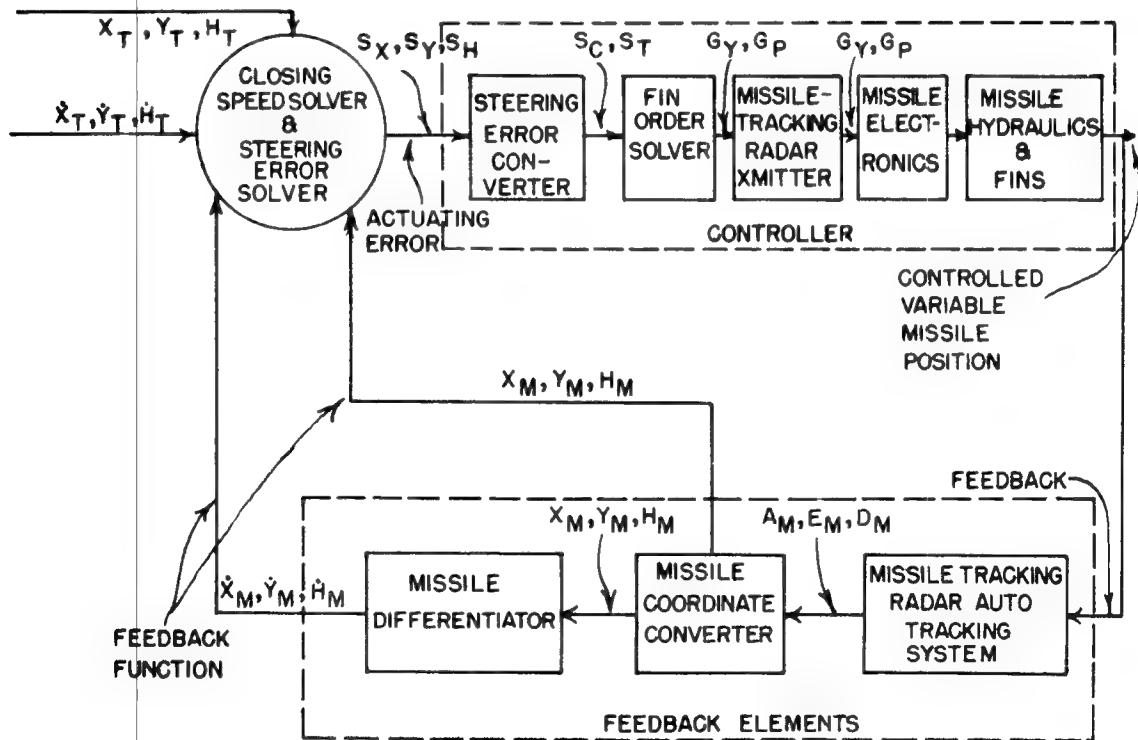 X_T, Y_T, H_T
Ẋ_T, Ẏ_T, Ḣ_T
CLOSING
SPEED SOLVER
&
STEERING
ERROR
SOLVER
S_X, S_Y, S_H
ACTUATING
ERROR
STEERING
ERROR
CON-
VERTER
S_C, S_T
FIN
ORDER
SOLVER
G_Y, G_P
MISSILE-
TRACKING
RADAR
XMITTER
G_Y, G_P
MISSILE
ELECT-
RONICS
MISSILE
HYDRAULICS
&
FINS
CONTROLLER
CONTROLLED
VARIABLE
MISSILE
POSITION
X_M, Y_M, H_M
FEEDBACK
X_M, Y_M, H_M
A_M, E_M, D_M
MISSILE
DIFFERENTIATOR
MISSILE
COORDINATE
CONVERTER
MISSILE TRACKING
RADAR AUTO
TRACKING
SYSTEM
Ẋ_M, Ẏ_M, Ḣ_M
FEEDBACK
FUNCTION
FEEDBACK ELEMENTS